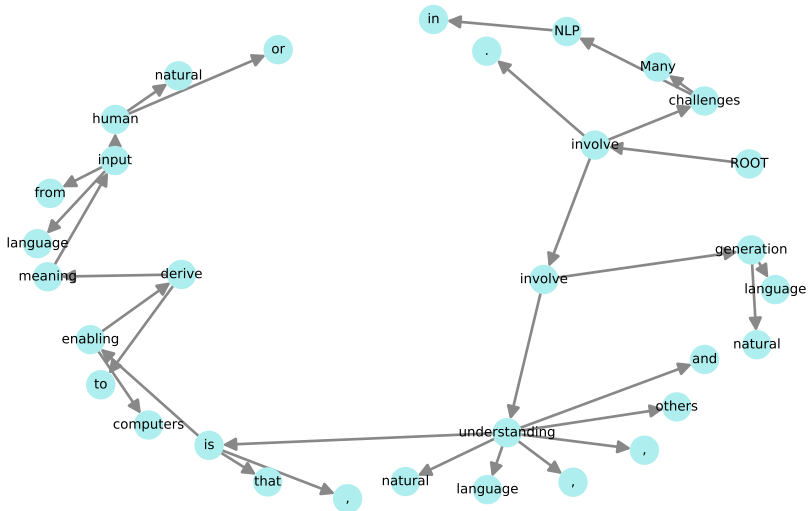 in
NLP
or
.
natural
Many
challenges
human
involve
input
ROOT
from
language
generation
meaning
derive
involve
language
enabling
natural
and
to
others
computers
understanding
is
,
that
natural
language
,
,